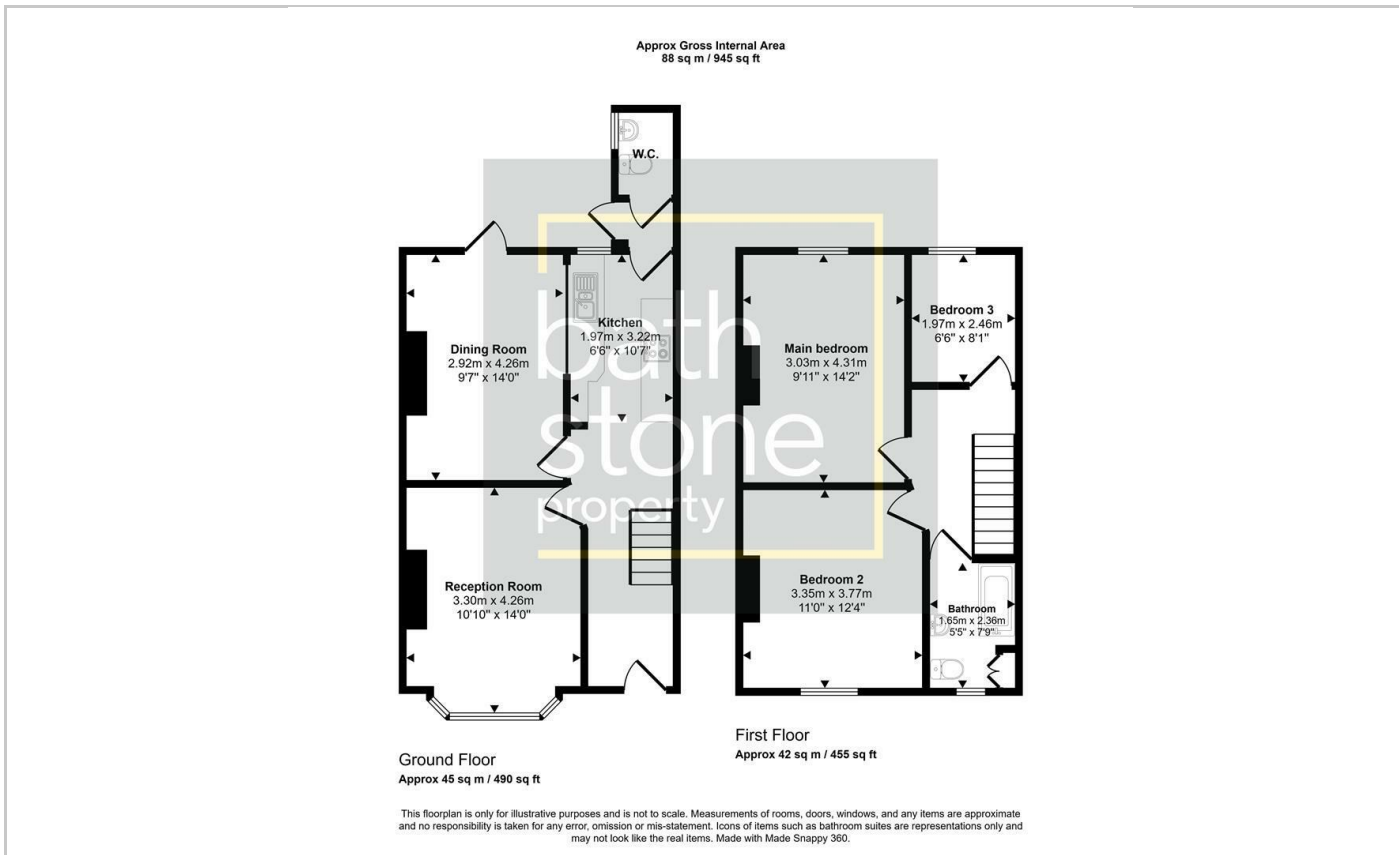 Approx Gross Internal Area
88 sq m / 945 sq ft
W.C.
Kitchen
1.97m x 3.22m
6'6" x 10'7"
Dining Room
2.92m x 4.26m
9'7" x 14'0"
Reception Room
3.30m x 4.26m
10'10" x 14'0"
Bedroom 3
1.97m x 2.46m
6'6" x 8'1"
Main bedroom
3.03m x 4.31m
9'11" x 14'2"
Bedroom 2
3.35m x 3.77m
11'0" x 12'4"
Bathroom
1.65m x 2.36m
5'5" x 7'9"
bath
stone
property
Ground Floor
Approx 45 sq m / 490 sq ft
First Floor
Approx 42 sq m / 455 sq ft
This floorplan is only for illustrative purposes and is not to scale. Measurements of rooms, doors, windows, and any items are approximate
and no responsibility is taken for any error, omission or mis-statement. Icons of items such as bathroom suites are representations only and
may not look like the real items. Made with Made Snappy 360.